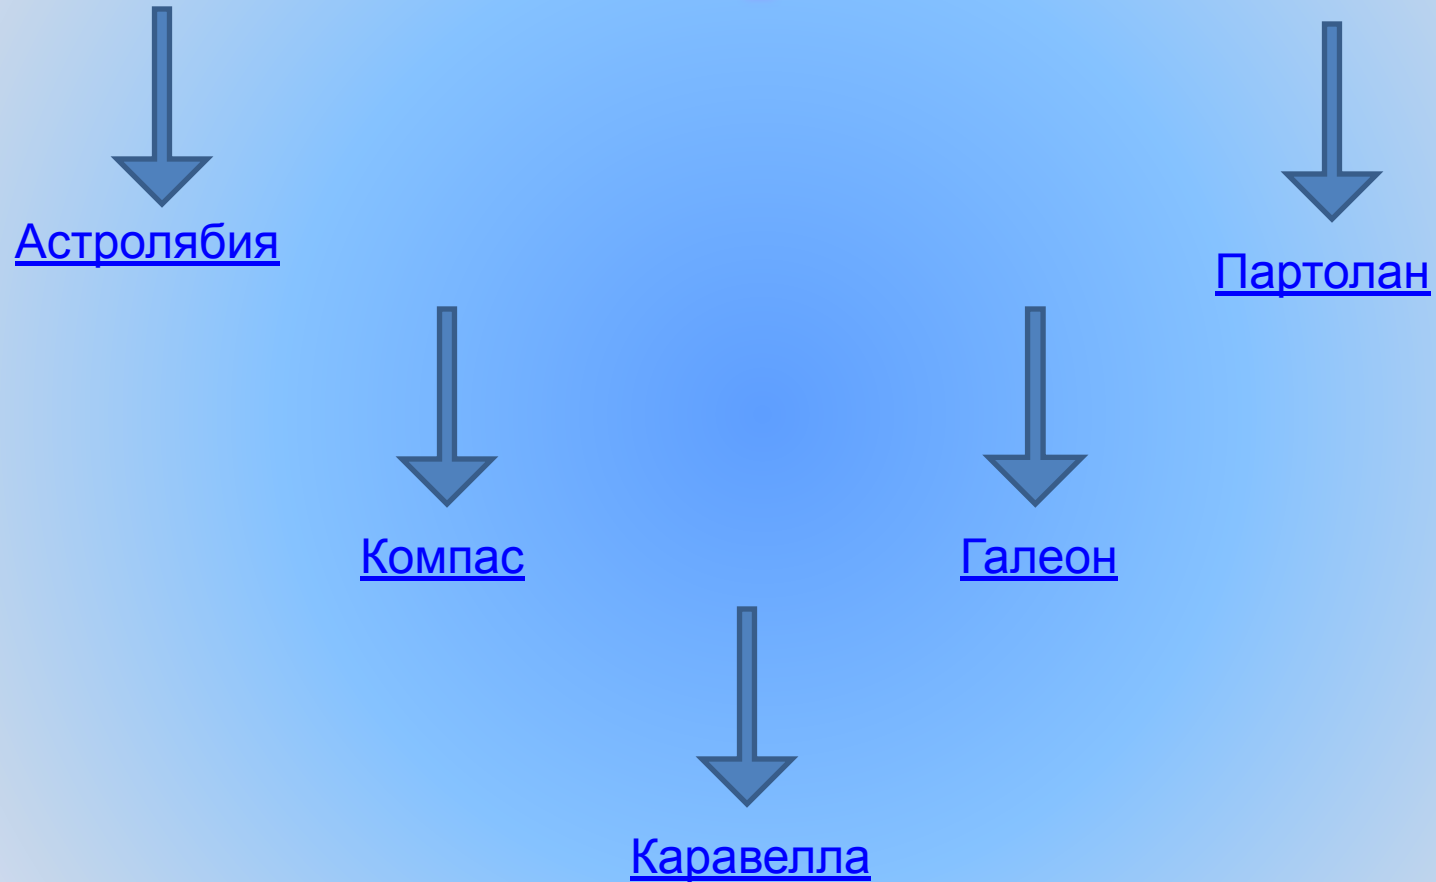 Астролябия
Партолан
Компас
Галеон
Каравелла